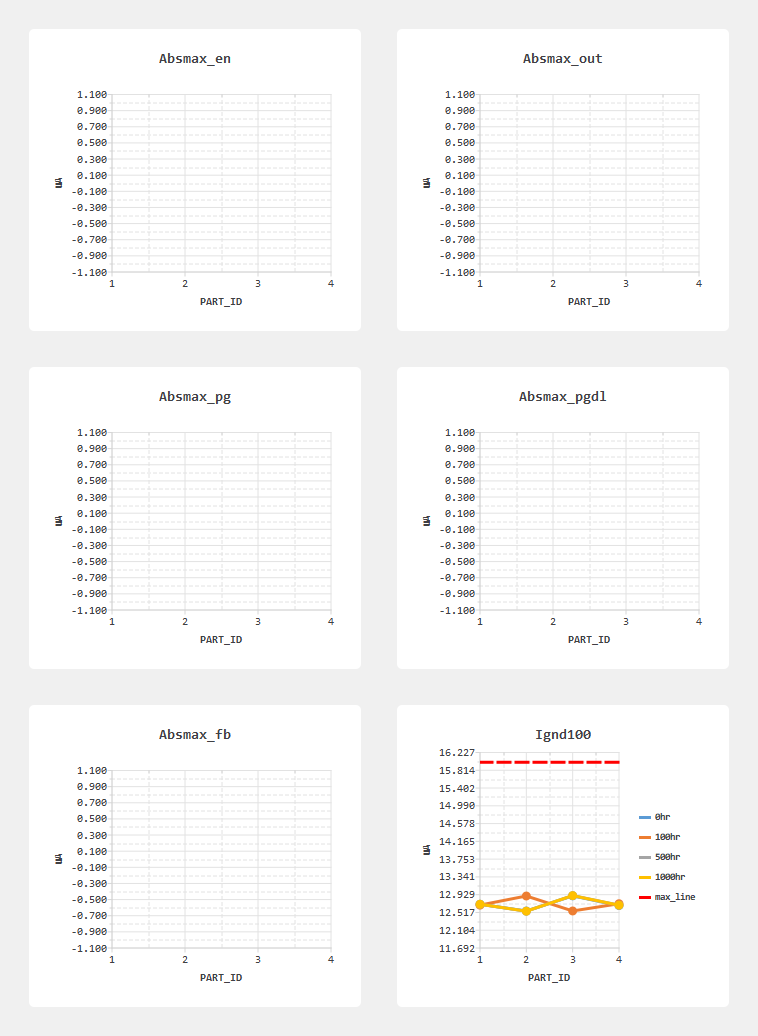 Absmax_en
1.100
0.900
0.700
0.500
0.300
0.100
-0.100
-0.300
-0.500
-0.700
-0.900
-1.100
UA
1 2 3 4
PART_ID
Absmax_out
1.100
0.900
0.700
0.500
0.300
0.100
-0.100
-0.300
-0.500
-0.700
-0.900
-1.100
UA
1 2 3 4
PART_ID
Absmax_pg
1.100
0.900
0.700
0.500
0.300
0.100
-0.100
-0.300
-0.500
-0.700
-0.900
-1.100
UA
1 2 3 4
PART_ID
Absmax_pgdl
1.100
0.900
0.700
0.500
0.300
0.100
-0.100
-0.300
-0.500
-0.700
-0.900
-1.100
UA
1 2 3 4
PART_ID
Absmax_fb
1.100
0.900
0.700
0.500
0.300
0.100
-0.100
-0.300
-0.500
-0.700
-0.900
-1.100
UA
1 2 3 4
PART_ID
Ignd100
16.227
15.814
15.402
14.990
14.578
14.165
13.753
13.341
12.929
12.517
12.104
11.692
UA
1 2 3 4
PART_ID
0hr
100hr
500hr
1000hr
max_line